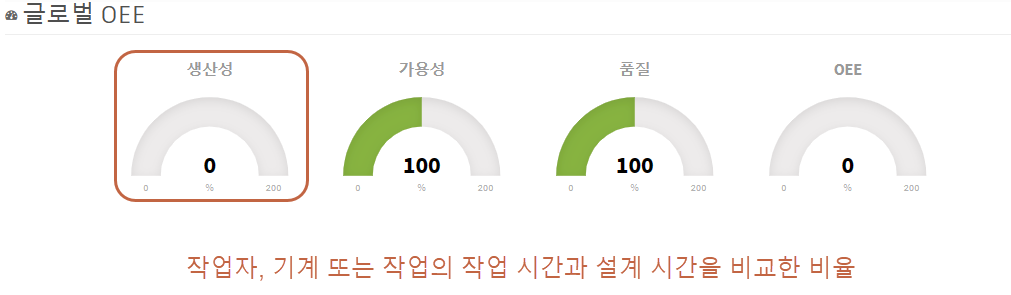 글로벌 OEE
생산성 가용성 품질 OEE
0 100 100 0
0 % 200 0 % 200 0 % 200 0 % 200
작업자, 기계 또는 작업의 작업 시간과 설계 시간을 비교한 비율